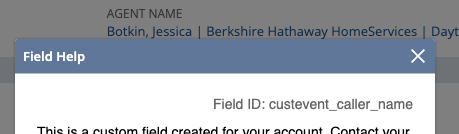 AGENT NAME
Botkin, Jessica | Berkshire Hathaway HomeServices | Dayt
Field Help
Field ID: custevent_caller_name
This is a custom field created for your account. Contact your